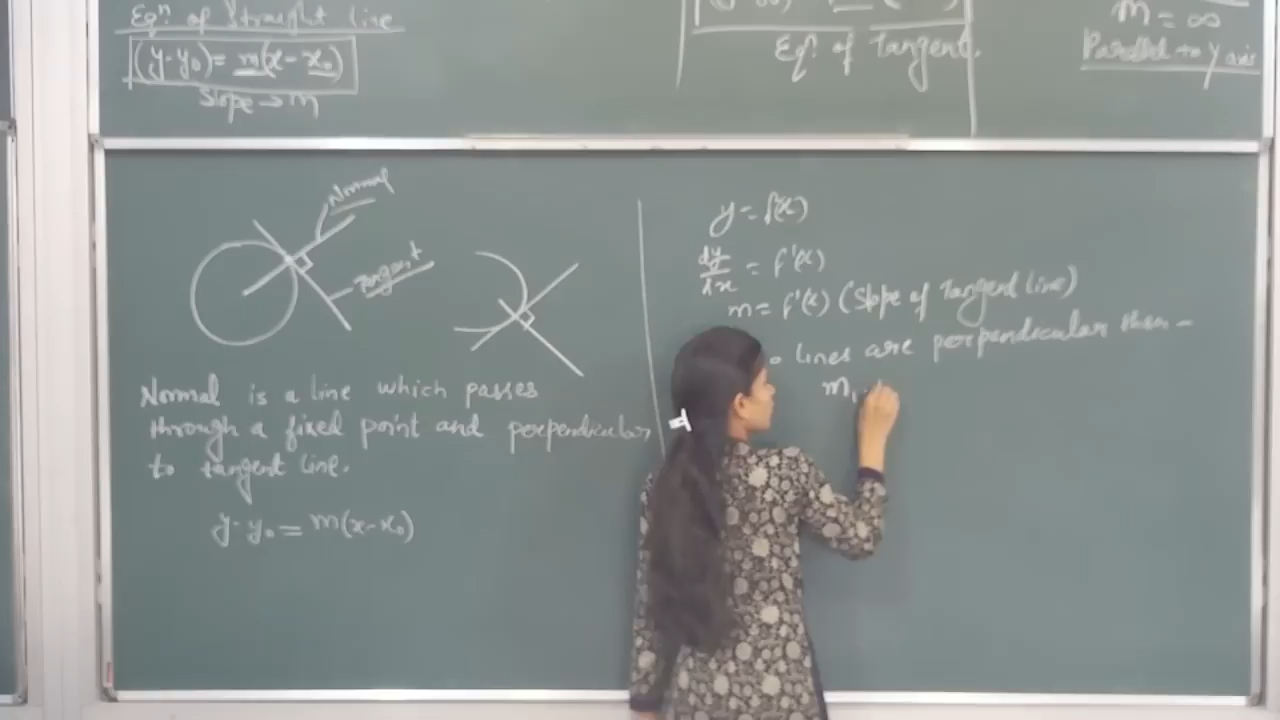 Eqⁿ of Straight line
(y-y₀) = m(x-x₀)
Slope → m
Eqⁿ of Tangent.
m = ∞
Parallel to Y axis
Normal
Tangent
Normal is a line which passes
through a fixed point and perpendicular
to tangent line.
y-y₀ = m(x-x₀)
y = f(x)
dy/dx = f'(x)
m = f'(x) (Slope of Tangent line)
lines are perpendicular then -
m₁